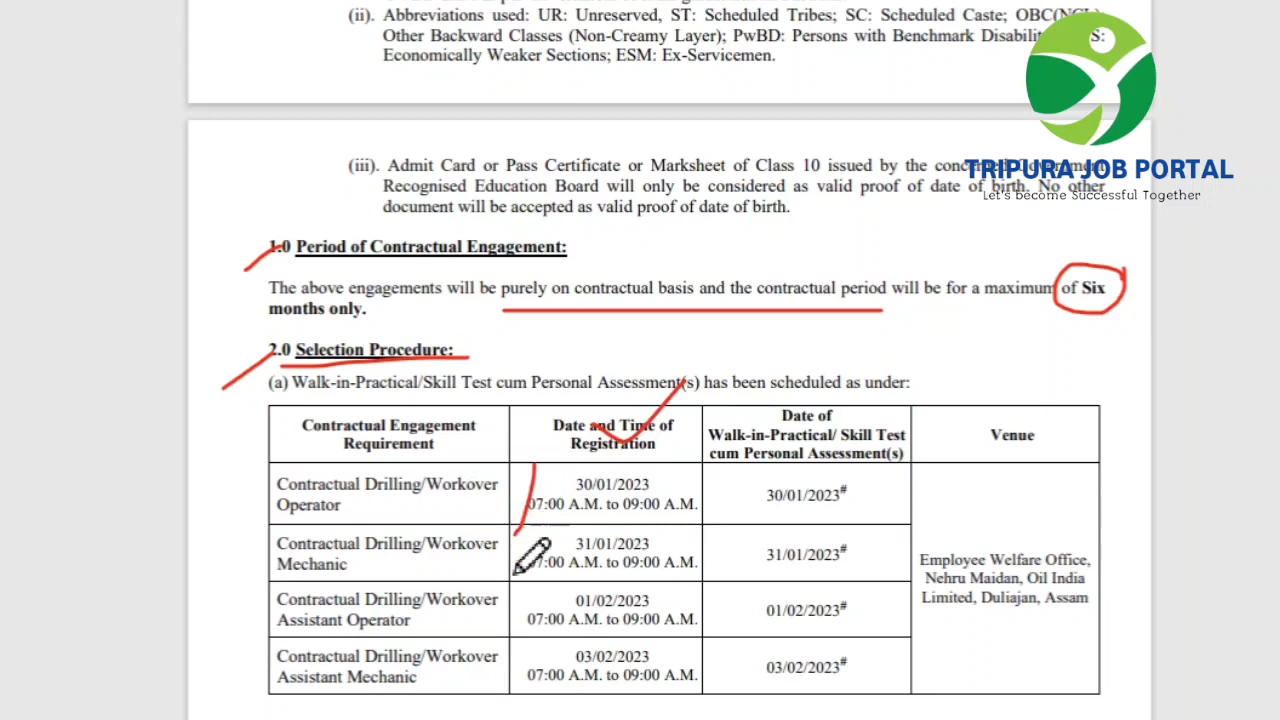 (ii). Abbreviations used: UR: Unreserved, ST: Scheduled Tribes; SC: Scheduled Caste; OBC(NCL):
Other Backward Classes (Non-Creamy Layer); PwBD: Persons with Benchmark S:
Economically Weaker Sections; ESM: Ex-Servicemen.
(iii). Admit Card or Pass Certificate or Marksheet of Class 10 issued by the
TRIPURA JOB PORTAL
Recognised Education Board will only be considered as valid proof of date of birth. No other
Let's become Successful Together
document will be accepted as valid proof of date of birth.
1.0 Period of Contractual Engagement:
The above engagements will be purely on contractual basis and the contractual period will be for a maximum of Six
months only.
2.0 Selection Procedure:
(a) Walk-in-Practical/Skill Test cum Personal Assessment(s) has been scheduled as under:
Contractual Engagement
Requirement
Date and Time of
Registration
Date of
Walk-in-Practical/ Skill Test
cum Personal Assessment(s)
Venue
Contractual Drilling/Workover
Operator
30/01/2023
07:00 A.M. to 09:00 A.M.
30/01/2023#
Contractual Drilling/Workover
Mechanic
31/01/2023
:00 A.M. to 09:00 A.M.
31/01/2023#
Contractual Drilling/Workover
Assistant Operator
01/02/2023
07:00 A.M. to 09:00 A.M.
01/02/2023#
Contractual Drilling/Workover
Assistant Mechanic
03/02/2023
07:00 A.M. to 09:00 A.M.
03/02/2023#
Employee Welfare Office,
Nehru Maidan, Oil India
Limited, Duliajan, Assam